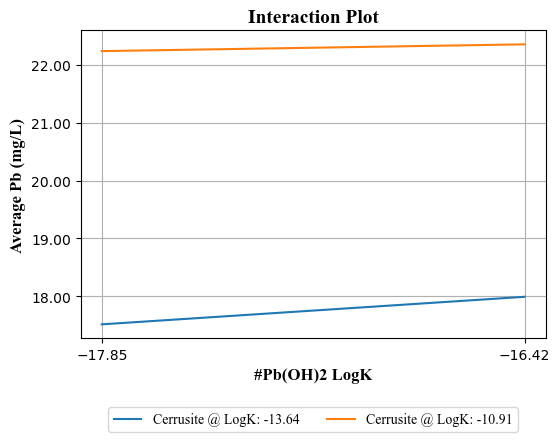 Interaction Plot
22.00
21.00
20.00
19.00
18.00
Average Pb (mg/L)
−17.85
−16.42
#Pb(OH)2 LogK
Cerrusite @ LogK: -13.64
Cerrusite @ LogK: -10.91